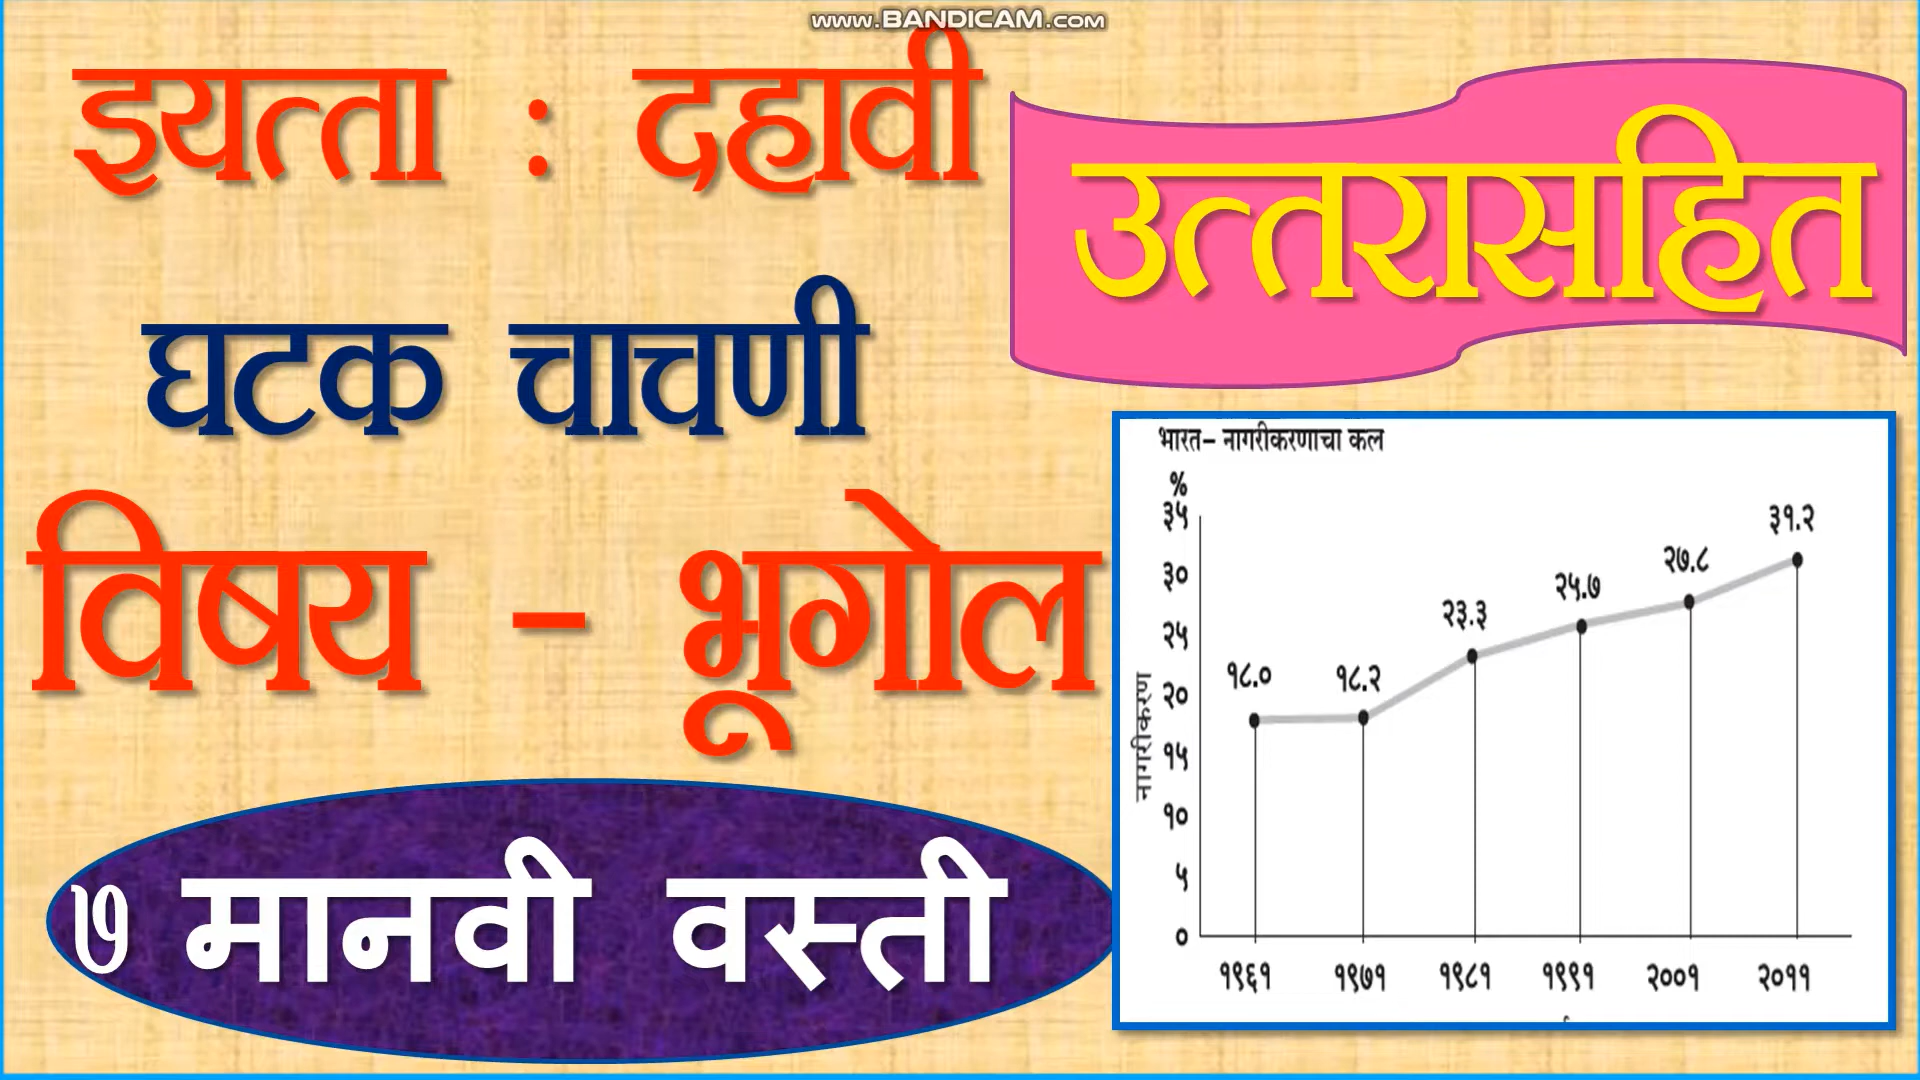 www.BANDICAM.com
इयत्ता : दहावी
उत्तरासहित
घटक चाचणी
विषय - भूगोल
७ मानवी वस्ती
भारत- नागरीकरणाचा कल
%
३५
३०
२५
२०
१५
१०
५
०
नागरीकरण
१८.०
१८.२
२३.३
२५.७
२७.८
३१.२
१९६१
१९७१
१९८१
१९९१
२००१
२०११